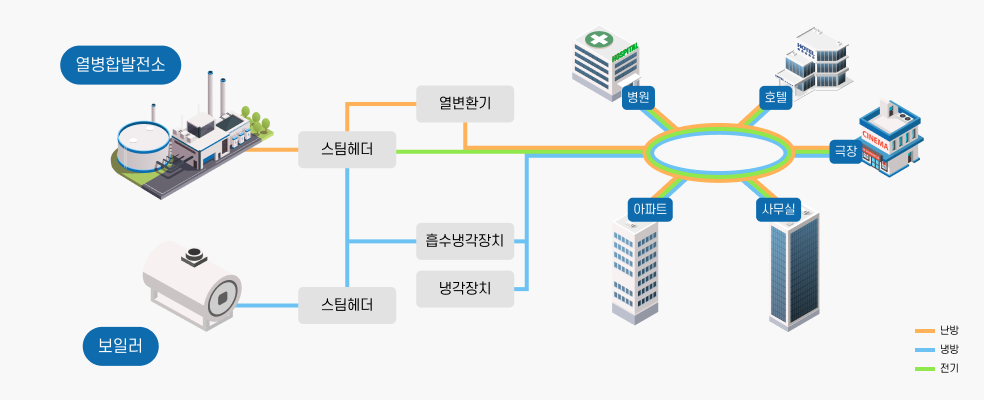 열병합발전소
스팀헤더
열변환기
흡수냉각장치
냉각장치
스팀헤더
보일러
HOSPITAL
병원
HOTEL
호텔
CINEMA
극장
아파트
사무실
난방
냉방
전기